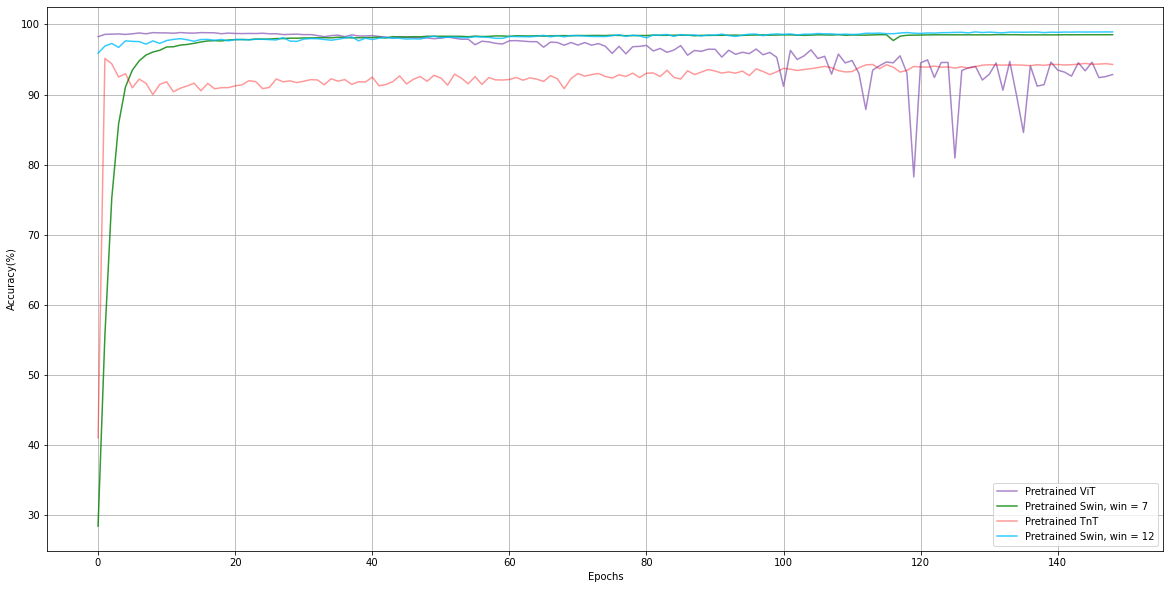 100
90
80
70
60
50
40
30
Accuracy(%)
0
20
40
60
80
100
120
140
Epochs
Pretrained ViT
Pretrained Swin, win = 7
Pretrained TnT
Pretrained Swin, win = 12